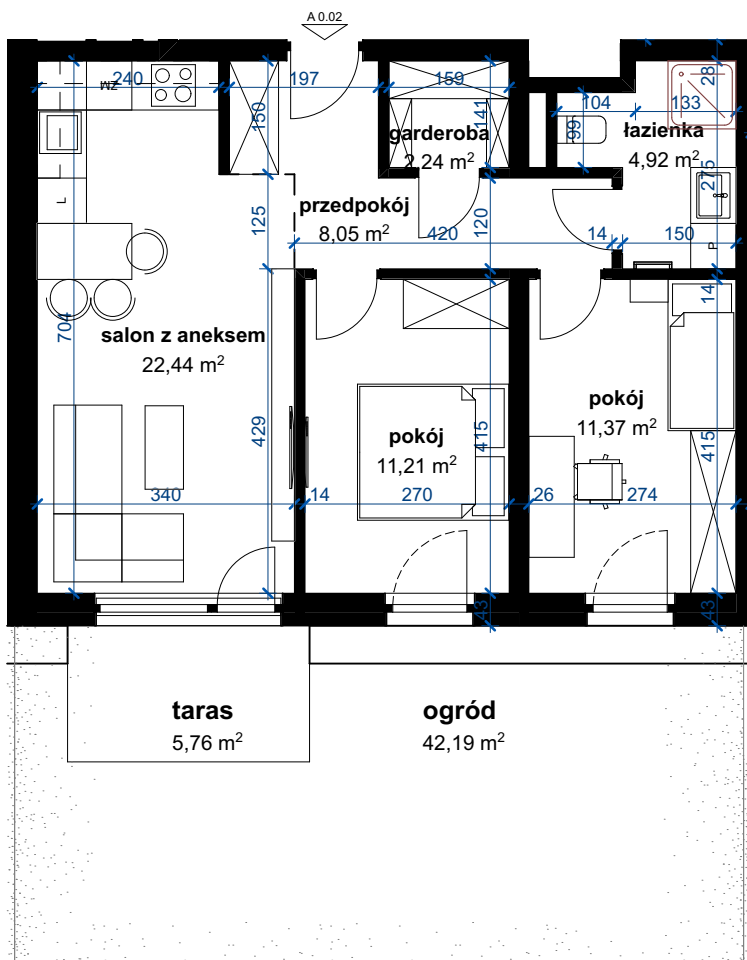 A 0.02
240
197
159
28
ZM
150
141
104
133
99
garderoba
2,24 m²
łazienka
4,92 m²
275
L
przedpokój
8,05 m²
125
120
420
14
150
P
704
salon z aneksem
22,44 m²
14
429
pokój
11,21 m²
415
pokój
11,37 m²
415
340
14
270
26
274
43
43
taras
5,76 m²
ogród
42,19 m²